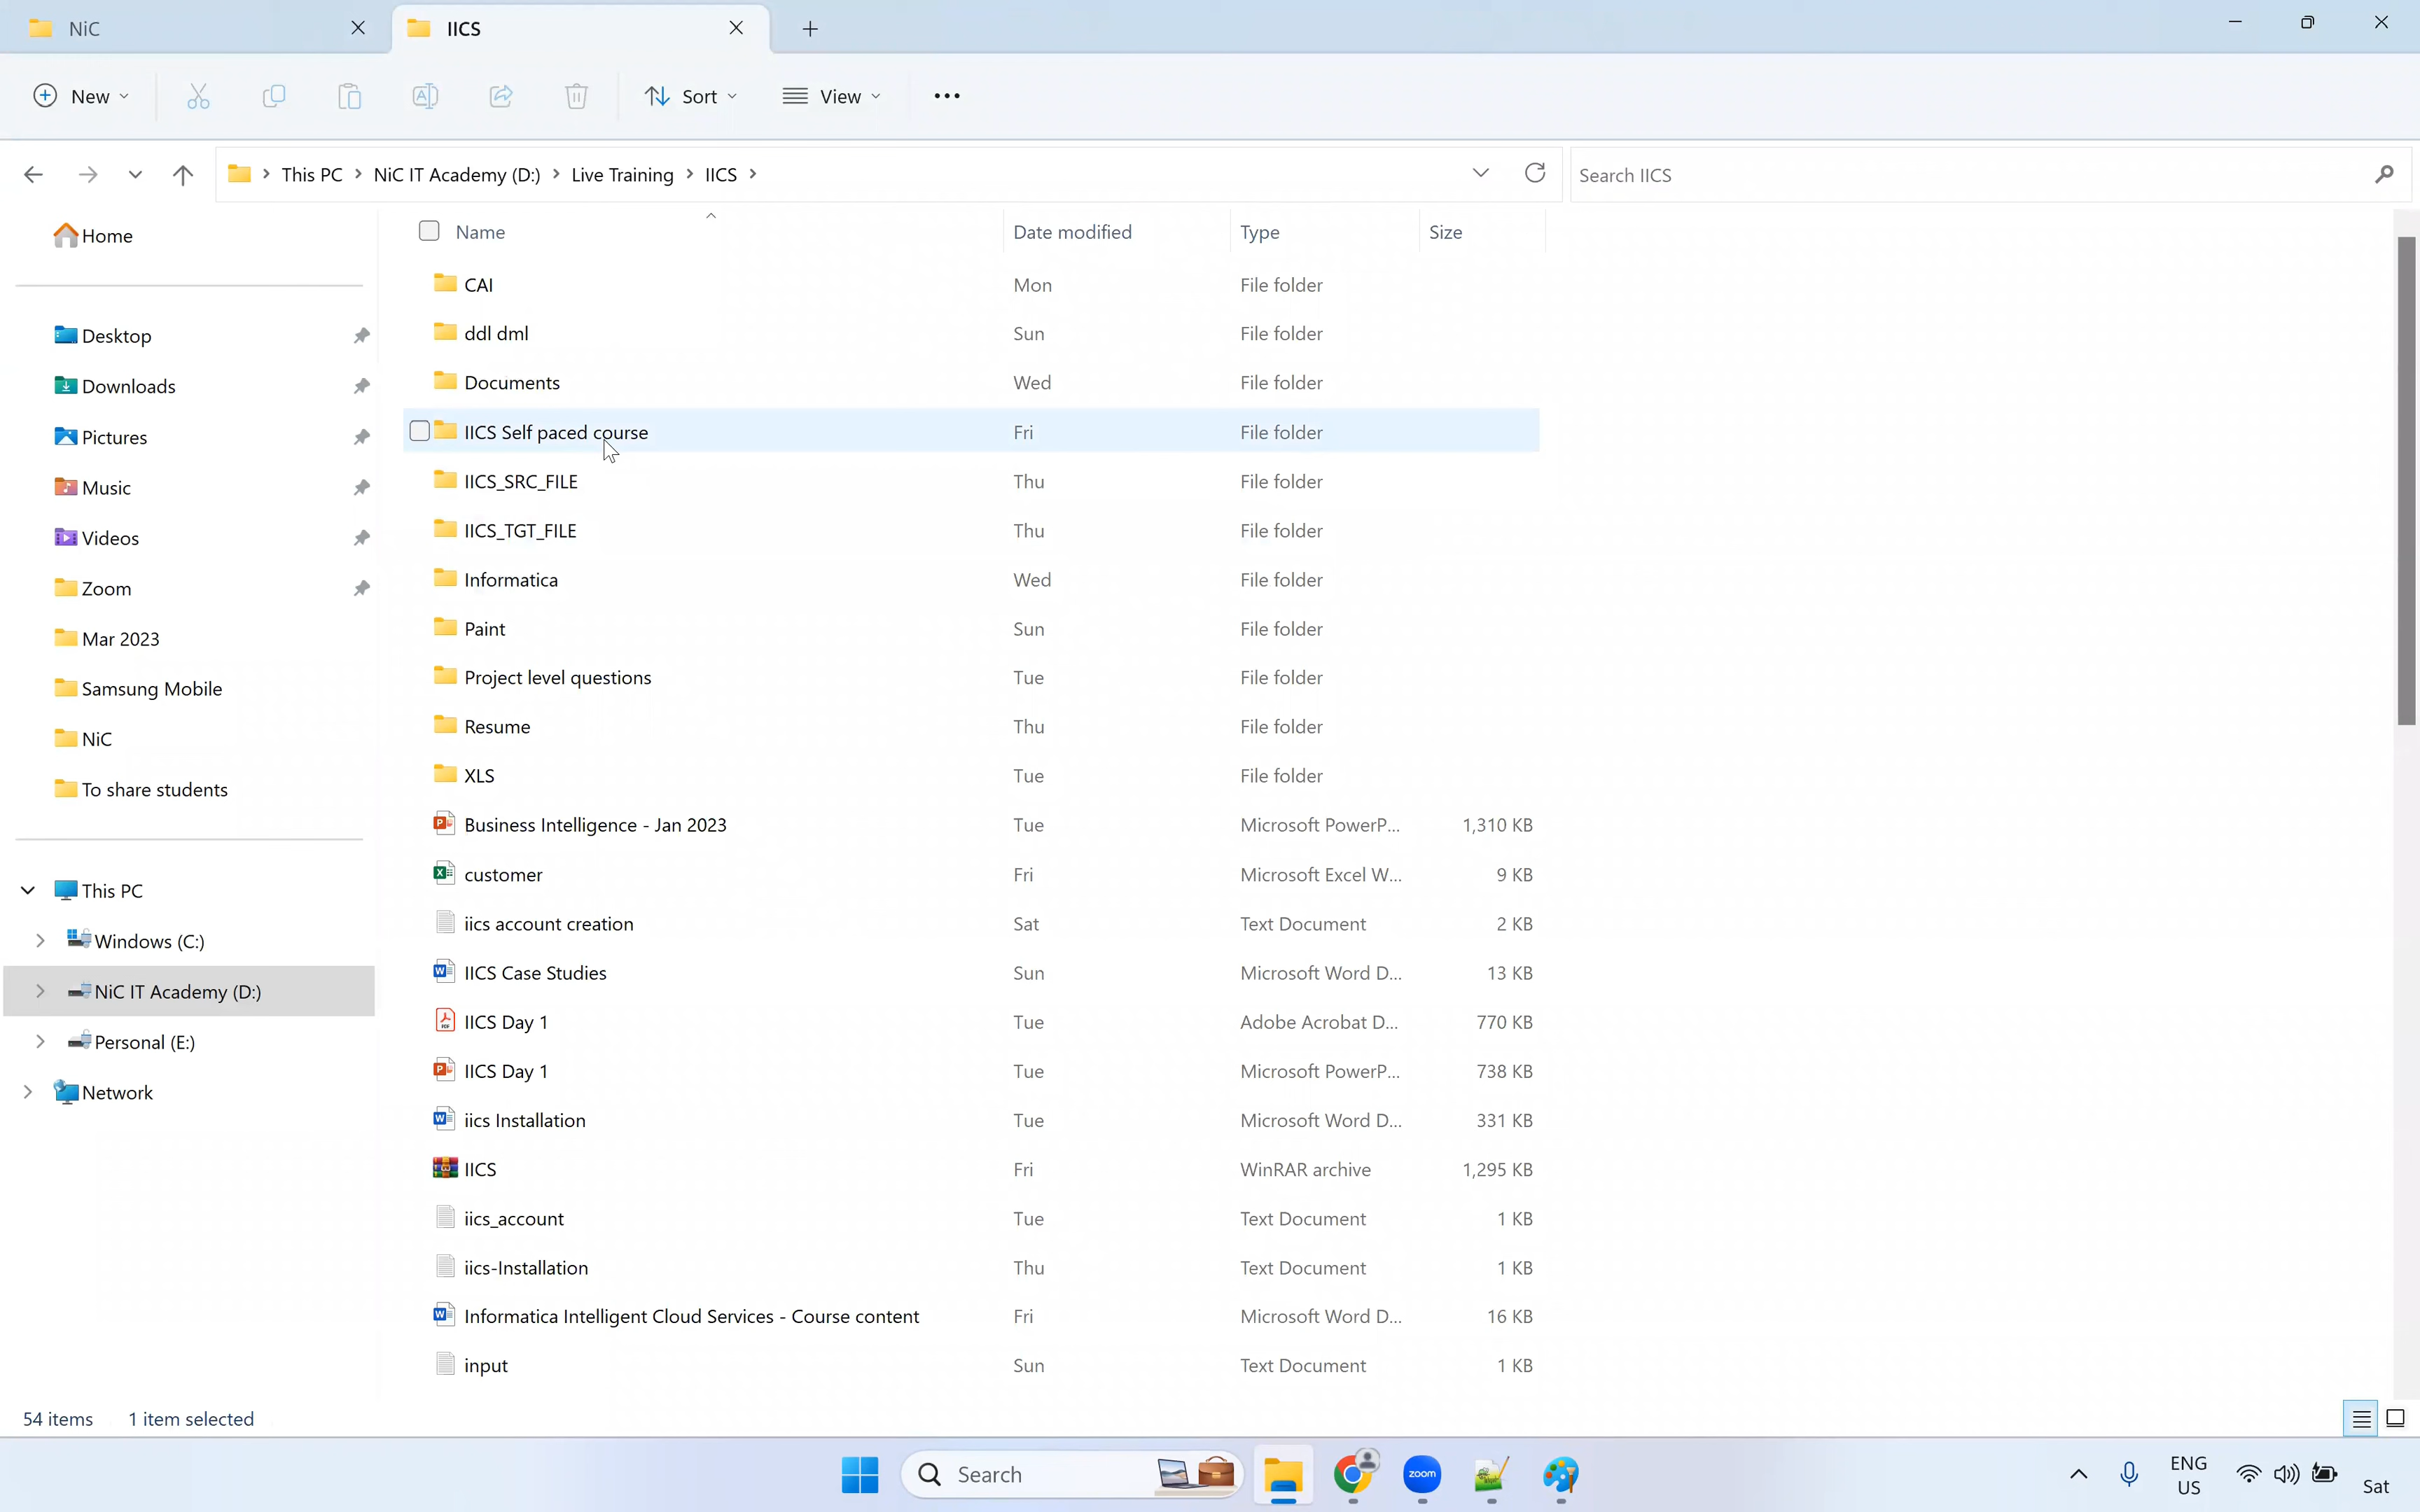 NiC
IICS
New
Sort
View
This PC > NiC IT Academy (D:) > Live Training > IICS >
Search IICS
Home
Desktop
Downloads
Pictures
Music
Videos
Zoom
Mar 2023
Samsung Mobile
NiC
To share students
This PC
Windows (C:)
NiC IT Academy (D:)
Personal (E:)
Network
Name Date modified Type Size
CAI Mon File folder
ddl dml Sun File folder
Documents Wed File folder
IICS Self paced course Fri File folder
IICS_SRC_FILE Thu File folder
IICS_TGT_FILE Thu File folder
Informatica Wed File folder
Paint Sun File folder
Project level questions Tue File folder
Resume Thu File folder
XLS Tue File folder
Business Intelligence - Jan 2023 Tue Microsoft PowerP... 1,310 KB
customer Fri Microsoft Excel W... 9 KB
iics account creation Sat Text Document 2 KB
IICS Case Studies Sun Microsoft Word D... 13 KB
IICS Day 1 Tue Adobe Acrobat D... 770 KB
IICS Day 1 Tue Microsoft PowerP... 738 KB
iics Installation Tue Microsoft Word D... 331 KB
IICS Fri WinRAR archive 1,295 KB
iics_account Tue Text Document 1 KB
iics-Installation Thu Text Document 1 KB
Informatica Intelligent Cloud Services - Course content Fri Microsoft Word D... 16 KB
input Sun Text Document 1 KB
54 items 1 item selected
Search
zoom
ENG
US
Sat